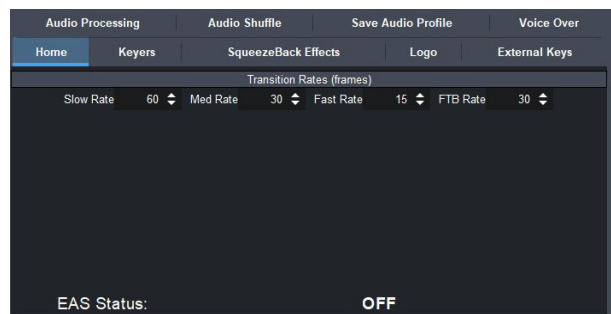 Audio Processing Audio Shuffle Save Audio Profile Voice Over
Home Keyers SqueezeBack Effects Logo External Keys
Transition Rates (frames)
Slow Rate 60 Med Rate 30 Fast Rate 15 FTB Rate 30
EAS Status: OFF